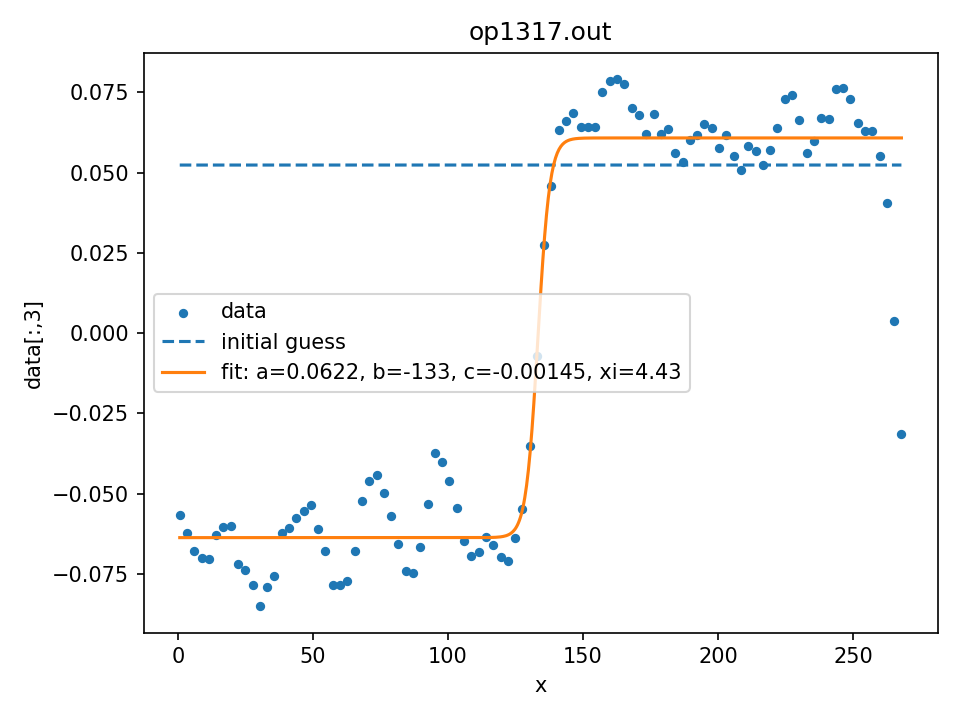 op1317.out
0.075
0.050
0.025
0.000
−0.025
−0.050
−0.075
data[:,3]
data
initial guess
fit: a=0.0622, b=-133, c=-0.00145, xi=4.43
0 50 100 150 200 250
x